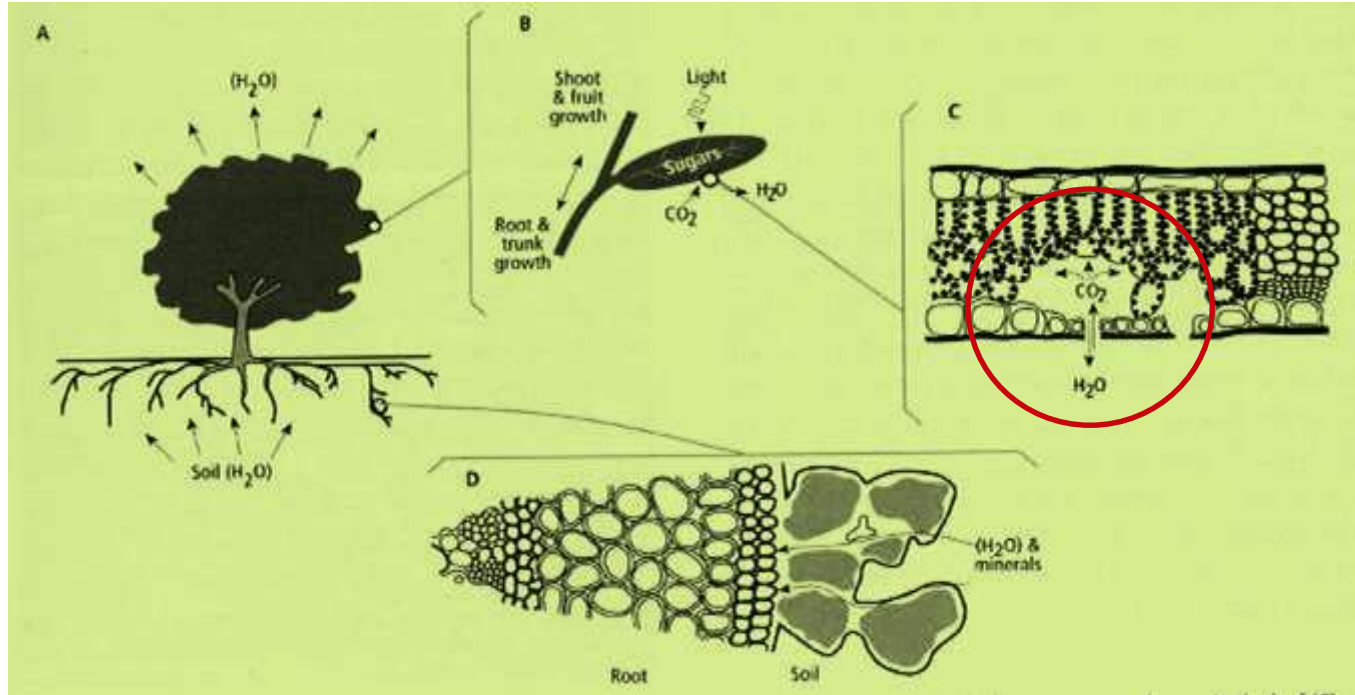 A
(H2O)
Soil (H2O)
B
Shoot
& fruit
growth
Light
Sugars
H2O
CO2
Root &
trunk
growth
C
CO2
H2O
D
(H2O) &
minerals
Root
Soil